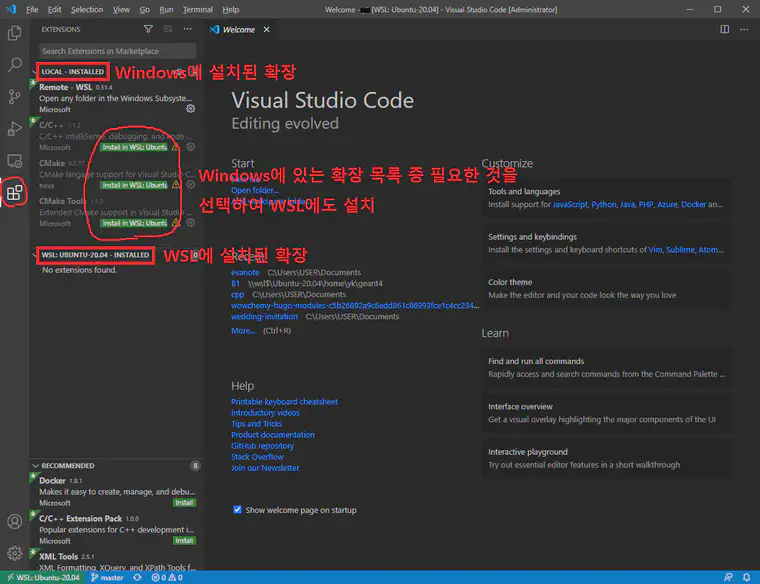 File Edit Selection View Go Run Terminal Help
Welcome - [WSL: Ubuntu-20.04] - Visual Studio Code [Administrator]
EXTENSIONS
Search Extensions in Marketplace
LOCAL - INSTALLED
Windows에 설치된 확장
Remote - WSL 0.51.4
Open any folder in the Windows Subsyste...
Microsoft
C/C++ 1.1.2
C/C++ IntelliSense, debugging, and code ...
Microsoft
Install in WSL: Ubuntu
CMake
CMake langage support for Visual Studio C...
twxs
Install in WSL: Ubuntu
CMake Tools
Extended CMake support in Visual Studio ...
Microsoft
Install in WSL: Ubuntu
Windows에 있는 확장 목록 중 필요한 것을
선택하여 WSL에도 설치
WSL: UBUNTU-20.04 - INSTALLED
0
WSL에 설치된 확장
No extensions found.
RECOMMENDED
8
Docker 1.8.1
Makes it easy to create, manage, and debu...
Microsoft
Install
C/C++ Extension Pack 1.0.0
Popular extensions for C++ development i...
Microsoft
Install
XML Tools 2.5.1
XML Formatting, XQuery, and XPath Tools f...
Welcome
Visual Studio Code
Editing evolved
Start
Open folder...
Recent
evanote C:\Users\USER\Documents
B1 \\wsl$\Ubuntu-20.04\home\yk\geant4
cpp C:\Users\USER\Documents
wowchemy-hugo-modules-c5b26892a9c6edd861c86993fce1c4cc234...
wedding-invitation C:\Users\USER\Documents
More... (Ctrl+R)
Help
Printable keyboard cheatsheet
Introductory videos
Tips and Tricks
Product documentation
GitHub repository
Stack Overflow
Join our Newsletter
Show welcome page on startup
Customize
Tools and languages
Install support for JavaScript, Python, Java, PHP, Azure, Docker an...
Settings and keybindings
Install the settings and keyboard shortcuts of Vim, Sublime, Atom...
Color theme
Make the editor and your code look the way you love
Learn
Find and run all commands
Rapidly access and search commands from the Command Palette ...
Interface overview
Get a visual overlay highlighting the major components of the UI
Interactive playground
Try out essential editor features in a short walkthrough
WSL: Ubuntu-20.04 master 0 0